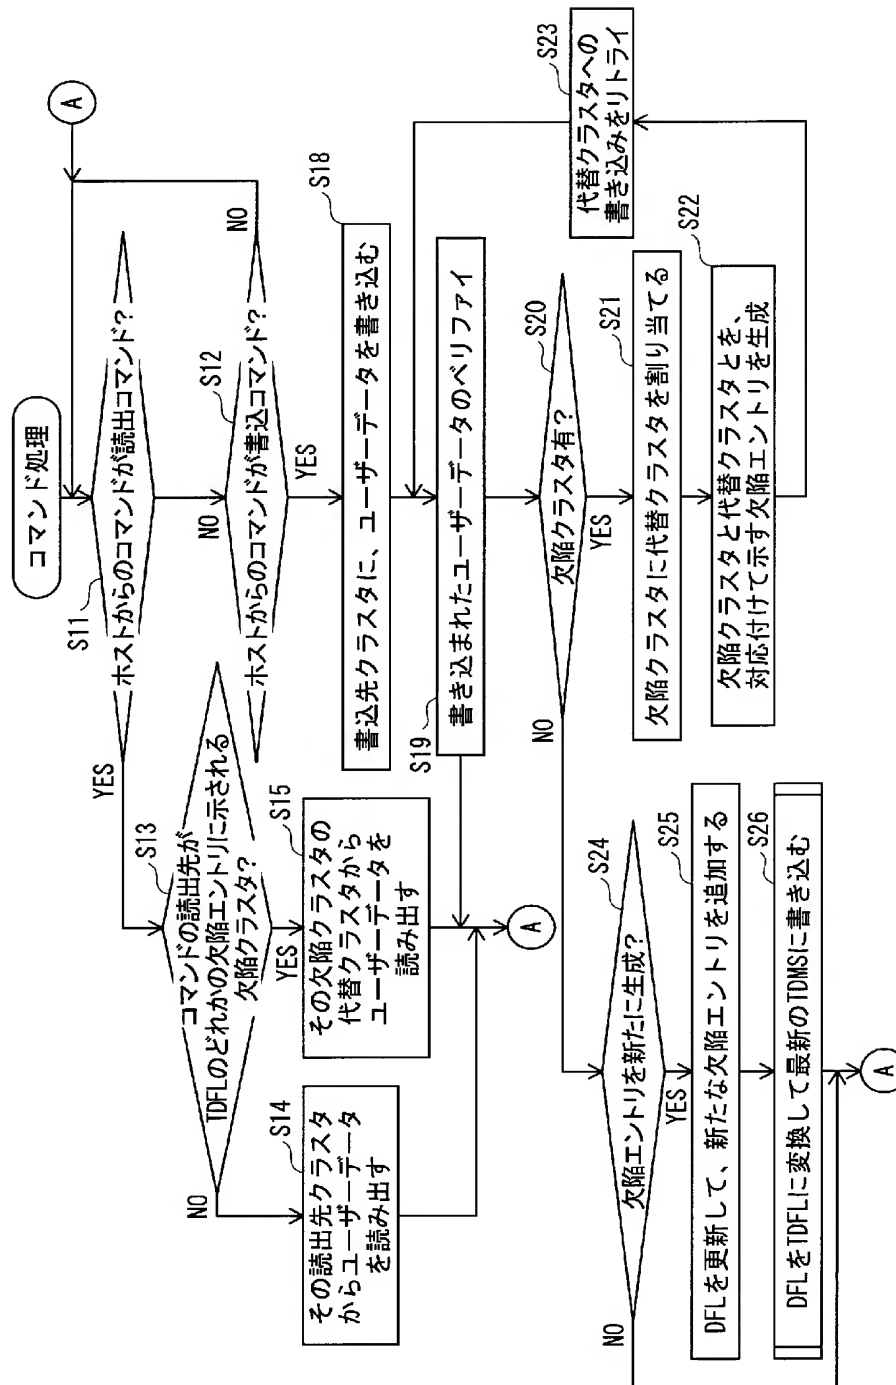 コマンド処理
A
S11
ホストからのコマンドが読出コマンド?
YES
NO
S12
ホストからのコマンドが書込コマンド?
NO
YES
S13
コマンドの読出先が
TDFLのどれかの欠陥エントリに示される
欠陥クラスタ?
NO
YES
S14
その読出先クラスタ
からユーザーデータ
を読み出す
S15
その欠陥クラスタの
代替クラスタから
ユーザーデータを
読み出す
A
S18
書込先クラスタに、ユーザーデータを書き込む
S19
書き込まれたユーザーデータのベリファイ
S20
欠陥クラスタ有?
NO
YES
S21
欠陥クラスタに代替クラスタを割り当てる
S22
欠陥クラスタと代替クラスタとを、
対応付けて示す欠陥エントリを生成
S23
代替クラスタへの
書き込みをリトライ
S24
欠陥エントリを新たに生成?
NO
YES
S25
DFLを更新して、新たな欠陥エントリを追加する
S26
DFLをTDFLに変換して最新のTDMSに書き込む
A